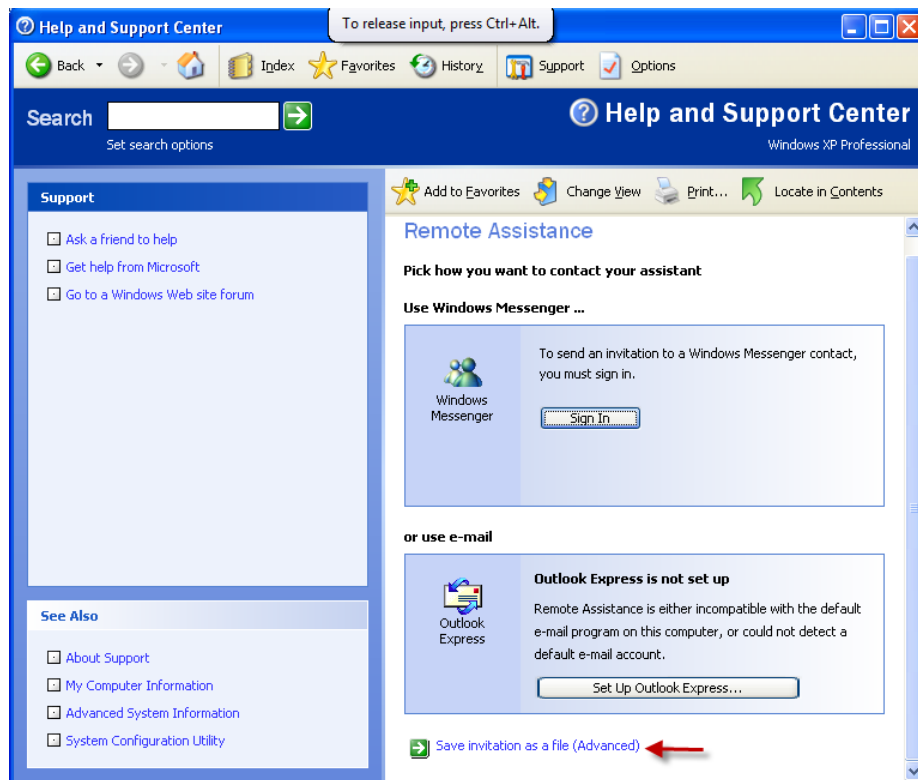 Help and Support Center
To release input, press Ctrl+Alt.
Back
Index
Favorites
History
Support
Options
Search
Set search options
Help and Support Center
Windows XP Professional
Support
Ask a friend to help
Get help from Microsoft
Go to a Windows Web site forum
See Also
About Support
My Computer Information
Advanced System Information
System Configuration Utility
Add to Favorites
Change View
Print...
Locate in Contents
Remote Assistance
Pick how you want to contact your assistant
Use Windows Messenger ...
Windows
Messenger
To send an invitation to a Windows Messenger contact,
you must sign in.
Sign In
or use e-mail
Outlook
Express
Outlook Express is not set up
Remote Assistance is either incompatible with the default
e-mail program on this computer, or could not detect a
default e-mail account.
Set Up Outlook Express...
Save invitation as a file (Advanced)